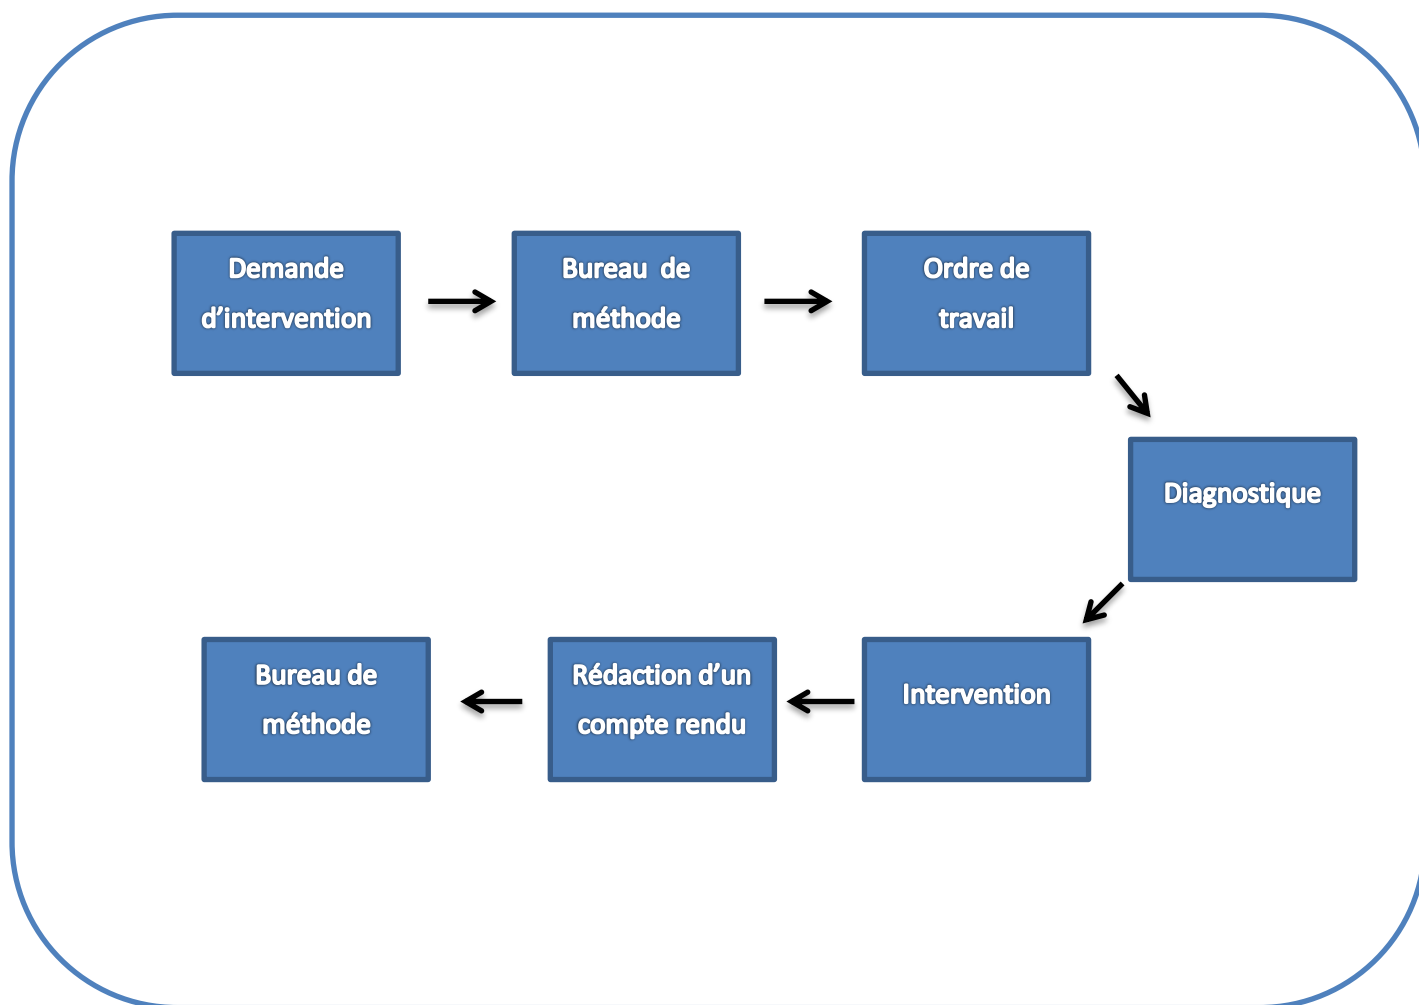 Demande
d’intervention
Bureau  de
méthode
Ordre de
travail
Diagnostique
Intervention
Rédaction d’un
compte rendu
Bureau de
méthode